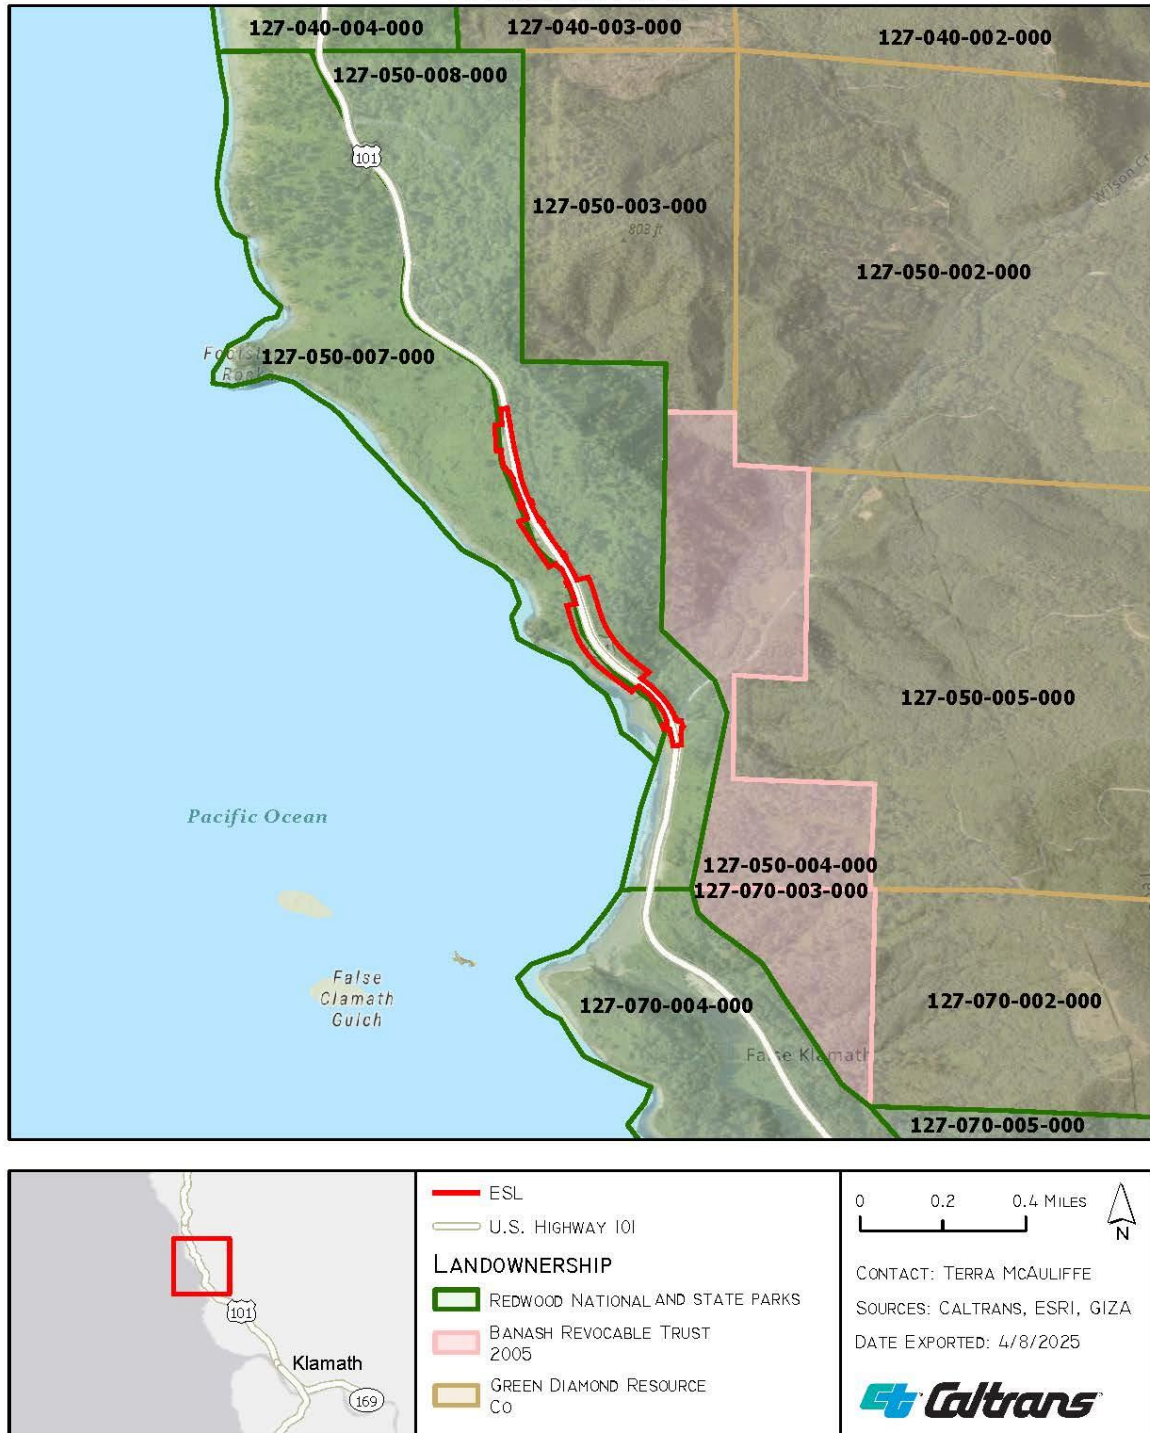 127-040-004-000
127-040-003-000
127-040-002-000
127-050-008-000
101
Wilson Cr
127-050-003-000
803 ft
127-050-002-000
127-050-007-000
127-050-005-000
Pacific Ocean
127-050-004-000
127-070-003-000
False
Clamath
Gulch
127-070-004-000
127-070-002-000
False Klamath
127-070-005-000
101
Klamath
169
ESL
U.S. HIGHWAY 101
LANDOWNERSHIP
REDWOOD NATIONAL AND STATE PARKS
BANASH REVOCABLE TRUST
2005
GREEN DIAMOND RESOURCE
CO
0 0.2 0.4 MILES
N
CONTACT: TERRA MCAULIFFE
SOURCES: CALTRANS, ESRI, GIZA
DATE EXPORTED: 4/8/2025
ct Caltrans